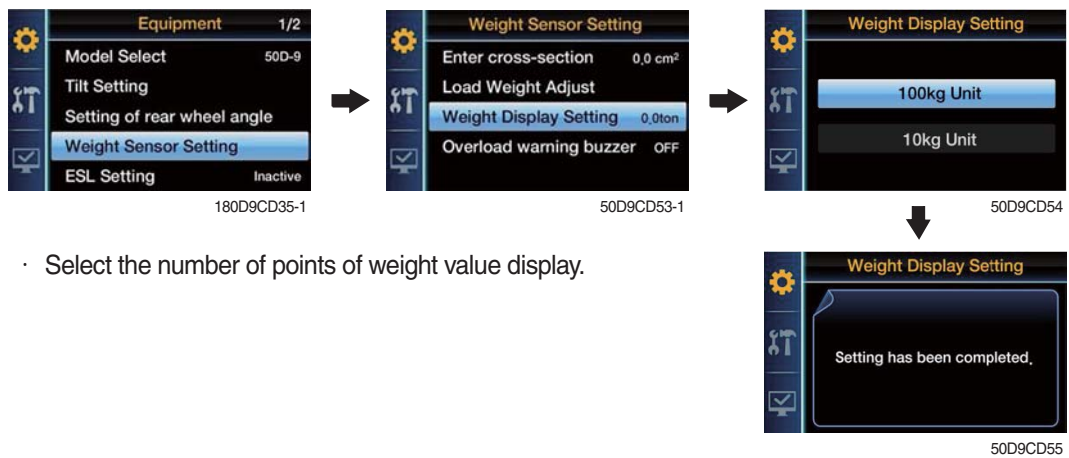 Equipment 1/2
Model Select 50D-9
Tilt Setting
Setting of rear wheel angle
Weight Sensor Setting
ESL Setting Inactive
180D9CD35-1
Weight Sensor Setting
Enter cross-section 0.0 cm²
Load Weight Adjust
Weight Display Setting 0.0ton
Overload warning buzzer OFF
50D9CD53-1
Weight Display Setting
100kg Unit
10kg Unit
50D9CD54
· Select the number of points of weight value display.
Weight Display Setting
Setting has been completed.
50D9CD55